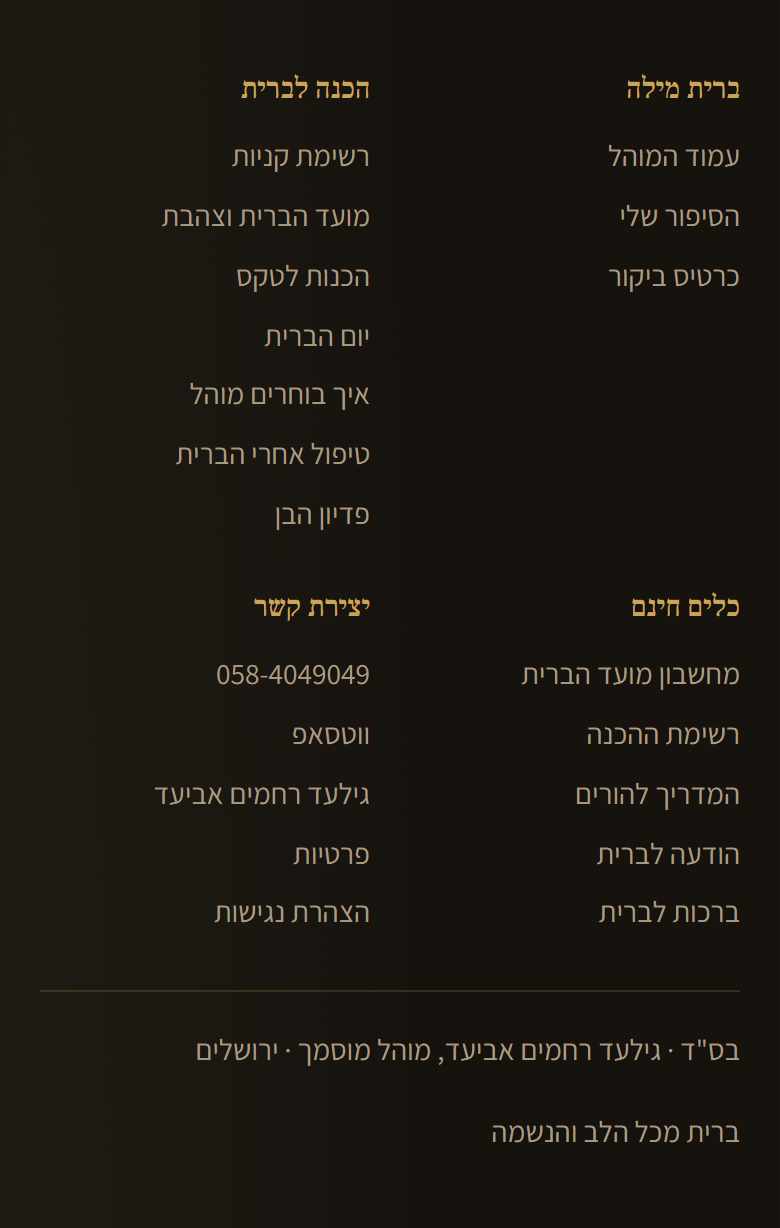 ברית מילה
עמוד המוהל
הסיפור שלי
כרטיס ביקור
הכנה לברית
רשימת קניות
מועד הברית וצהבת
הכנות לטקס
יום הברית
איך בוחרים מוהל
טיפול אחרי הברית
פדיון הבן
כלים חינם
מחשבון מועד הברית
רשימת ההכנה
המדריך להורים
הודעה לברית
ברכות לברית
יצירת קשר
058-4049049
ווטסאפ
גילעד רחמים אביעד
פרטיות
הצהרת נגישות
בס"ד · גילעד רחמים אביעד, מוהל מוסמך · ירושלים
ברית מכל הלב והנשמה